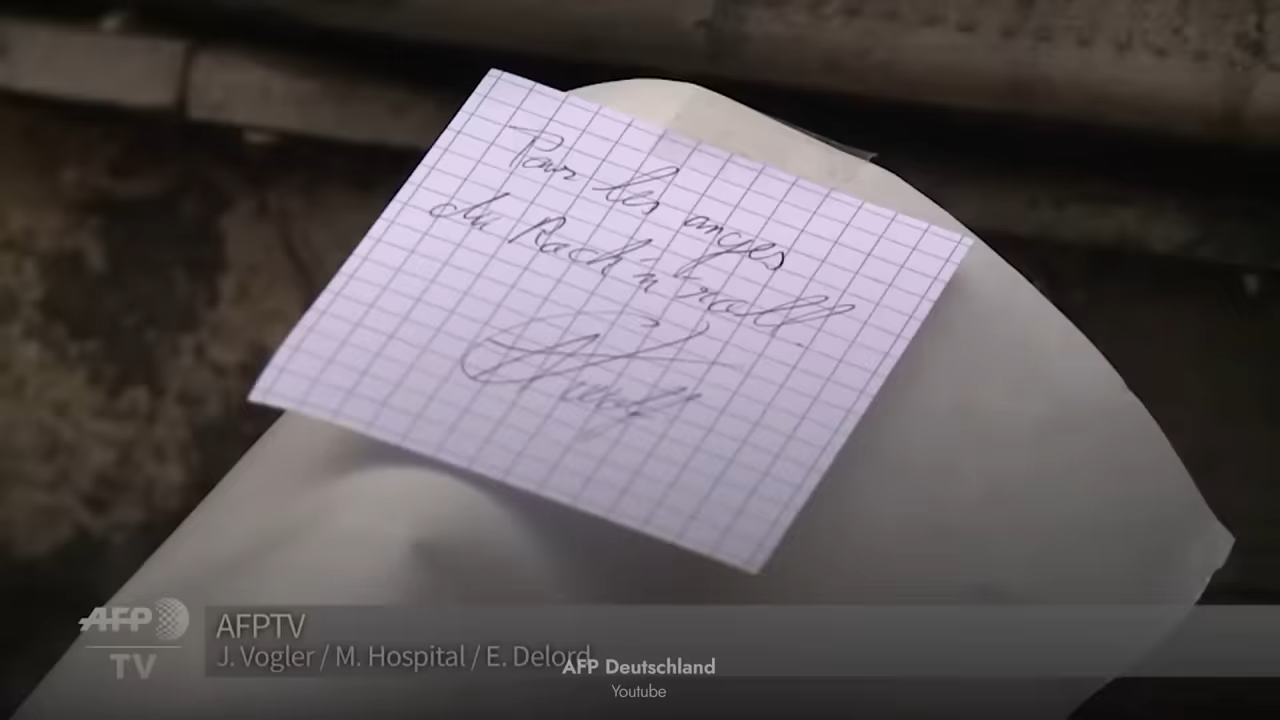 Pour les anges
du Rock'n'roll
AFP
TV
AFPTV
J. Vogler / M. Hospital / E. Delord
AFP Deutschland
Youtube